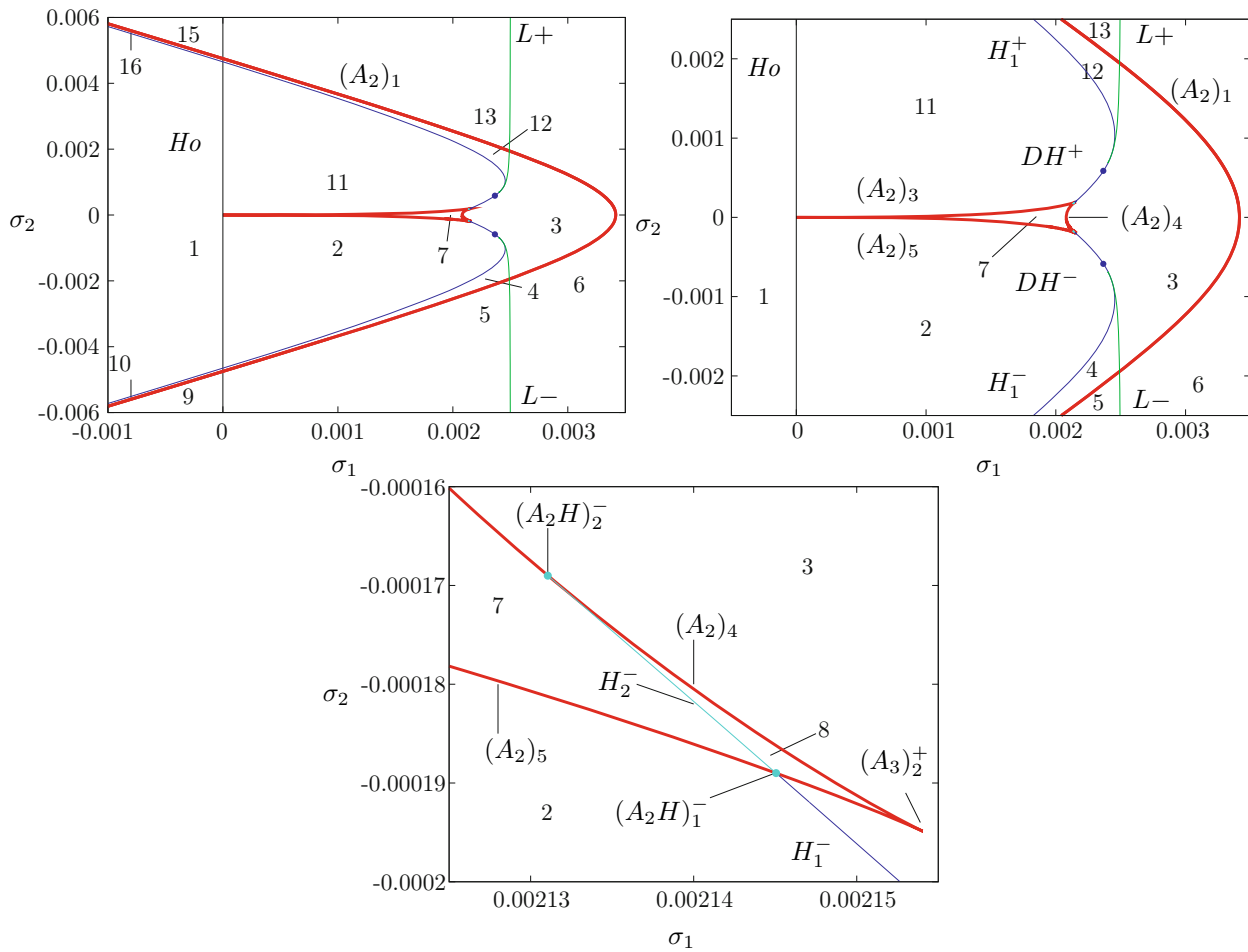 0.006
0.004
0.002
0
-0.002
-0.004
-0.006
σ₂
15
16
(A₂)₁
L+
13
12
Ho
11
1
2
7
3
4
5
6
10
9
L−
-0.001
0
0.001
0.002
0.003
σ₁
0.002
0.001
0
-0.001
-0.002
σ₂
Ho
H₁⁺
13
L+
12
(A₂)₁
11
DH⁺
(A₂)₃
(A₂)₄
(A₂)₅
7
DH⁻
1
2
3
H₁⁻
4
5
6
L−
0
0.001
0.002
0.003
σ₁
-0.00016
-0.00017
-0.00018
-0.00019
-0.0002
σ₂
(A₂H)₂⁻
3
7
(A₂)₄
H₂⁻
(A₂)₅
8
(A₃)₂⁺
2
(A₂H)₁⁻
H₁⁻
0.00213
0.00214
0.00215
σ₁